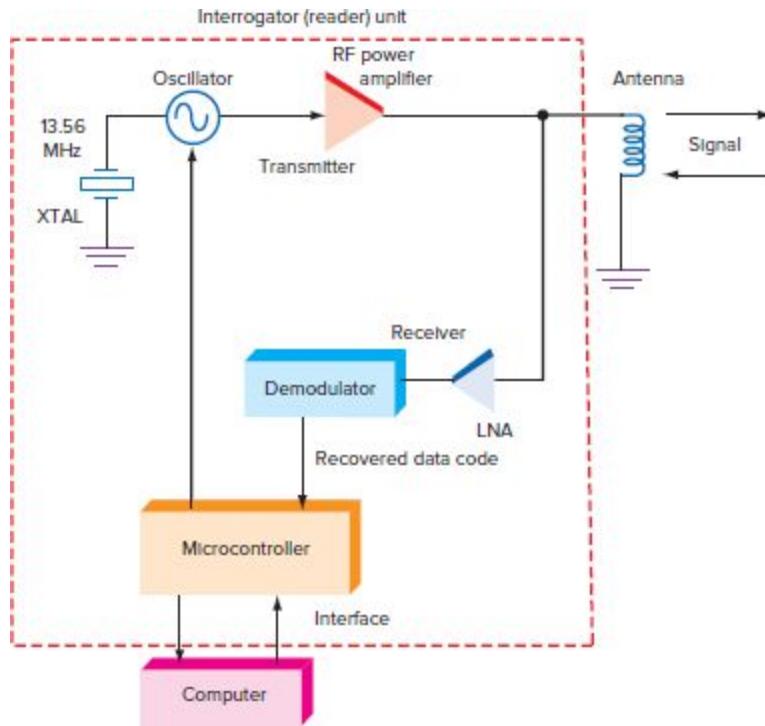 Interrogator (reader) unit
RF power
amplifier
Oscillator
Antenna
13.56
MHz
Signal
Transmitter
XTAL
Receiver
Demodulator
LNA
Recovered data code
Microcontroller
Interface
Computer